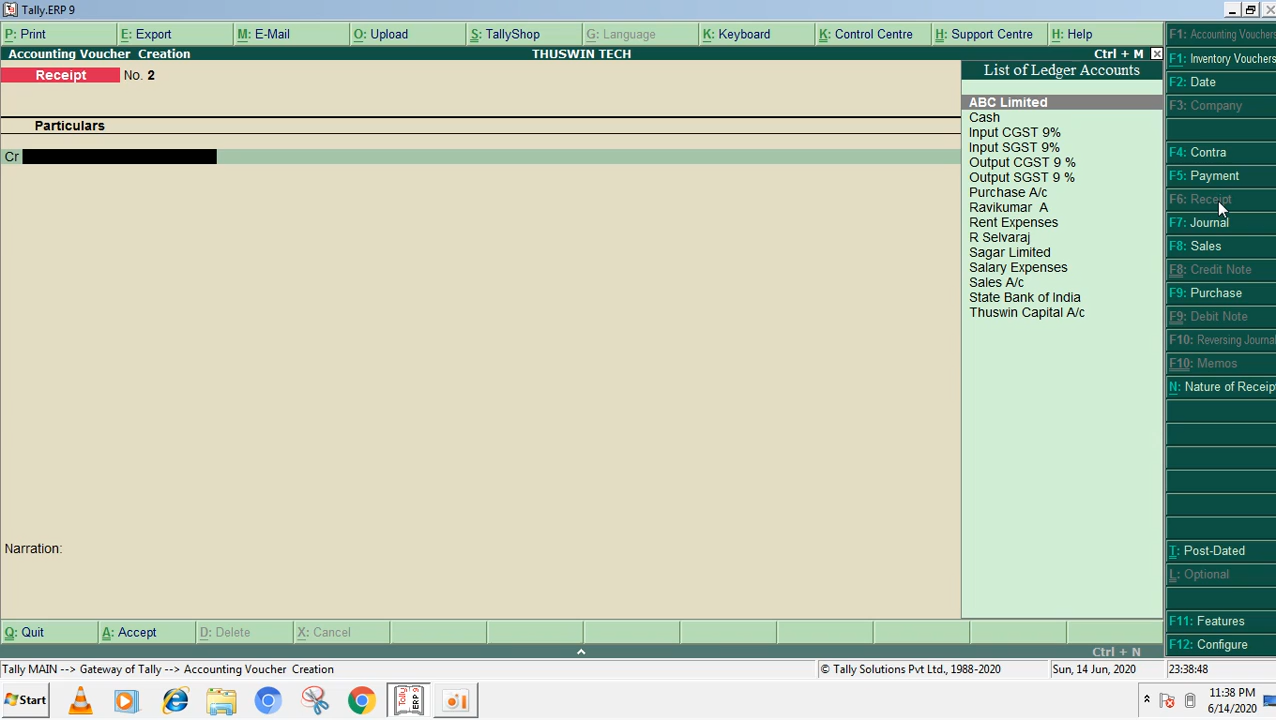 Tally.ERP 9
P: Print
E: Export
M: E-Mail
O: Upload
S: TallyShop
G: Language
K: Keyboard
K: Control Centre
H: Support Centre
H: Help
Accounting Voucher Creation
THUSWIN TECH
Ctrl + M
Receipt No. 2
Particulars
Cr
Narration:
List of Ledger Accounts
ABC Limited
Cash
Input CGST 9%
Input SGST 9%
Output CGST 9 %
Output SGST 9 %
Purchase A/c
Ravikumar A
Rent Expenses
R Selvaraj
Sagar Limited
Salary Expenses
Sales A/c
State Bank of India
Thuswin Capital A/c
F1: Accounting Vouchers
F1: Inventory Vouchers
F2: Date
F3: Company
F4: Contra
F5: Payment
F6: Receipt
F7: Journal
F8: Sales
F8: Credit Note
F9: Purchase
F9: Debit Note
F10: Reversing Journal
F10: Memos
N: Nature of Receip
T: Post-Dated
L: Optional
F11: Features
F12: Configure
Q: Quit
A: Accept
D: Delete
X: Cancel
Ctrl + N
Tally MAIN --> Gateway of Tally --> Accounting Voucher Creation
© Tally Solutions Pvt Ltd., 1988-2020
Sun, 14 Jun, 2020
23:38:48
Start
Tally
ERP 9
11:38 PM
6/14/2020